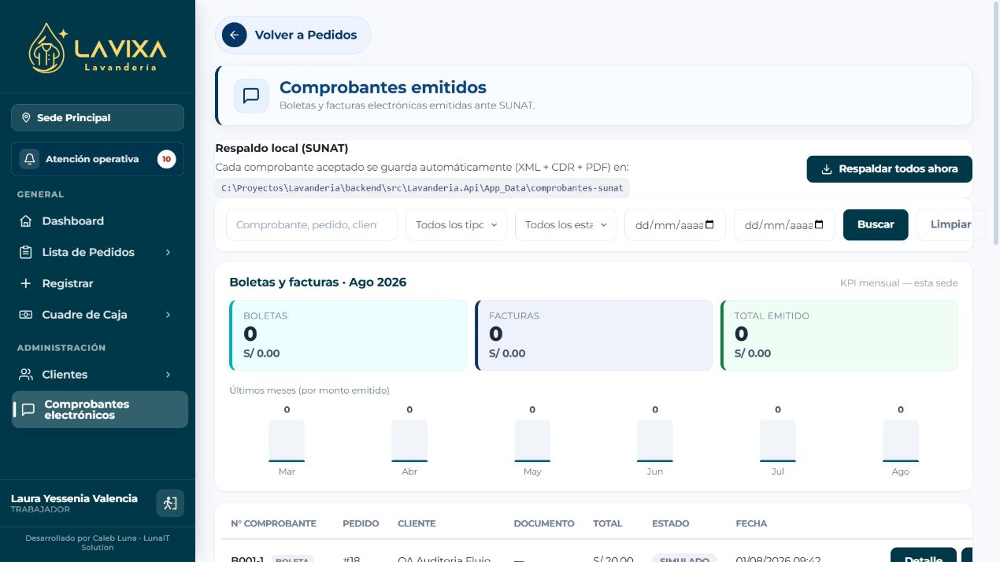 LAVIXA
Lavandería
Sede Principal
Atención operativa 10
GENERAL
Dashboard
Lista de Pedidos
Registrar
Cuadre de Caja
ADMINISTRACIÓN
Clientes
Comprobantes
electrónicos
Laura Yessenia Valencia
TRABAJADOR
Desarrollado por Caleb Luna · LunaIT
Solution
Volver a Pedidos
Comprobantes emitidos
Boletas y facturas electrónicas emitidas ante SUNAT.
Respaldo local (SUNAT)
Cada comprobante aceptado se guarda automáticamente (XML + CDR + PDF) en:
C:\Proyectos\Lavanderia\backend\src\Lavanderia.Api\App_Data\comprobantes-sunat
Respaldar todos ahora
Comprobante, pedido, clien Todos los tipo Todos los esta dd/mm/aaaa dd/mm/aaaa Buscar Limpiar
Boletas y facturas · Ago 2026 KPI mensual — esta sede
BOLETAS FACTURAS TOTAL EMITIDO
0 0 0
S/ 0.00 S/ 0.00 S/ 0.00
Últimos meses (por monto emitido)
0 0 0 0 0 0
Mar Abr May Jun Jul Ago
N° COMPROBANTE PEDIDO CLIENTE DOCUMENTO TOTAL ESTADO FECHA
B001-1 BOLETA #18 QA Auditoria Flujo — S/ 20.00 SIMULADO 01/08/2026 09:42 Detalle